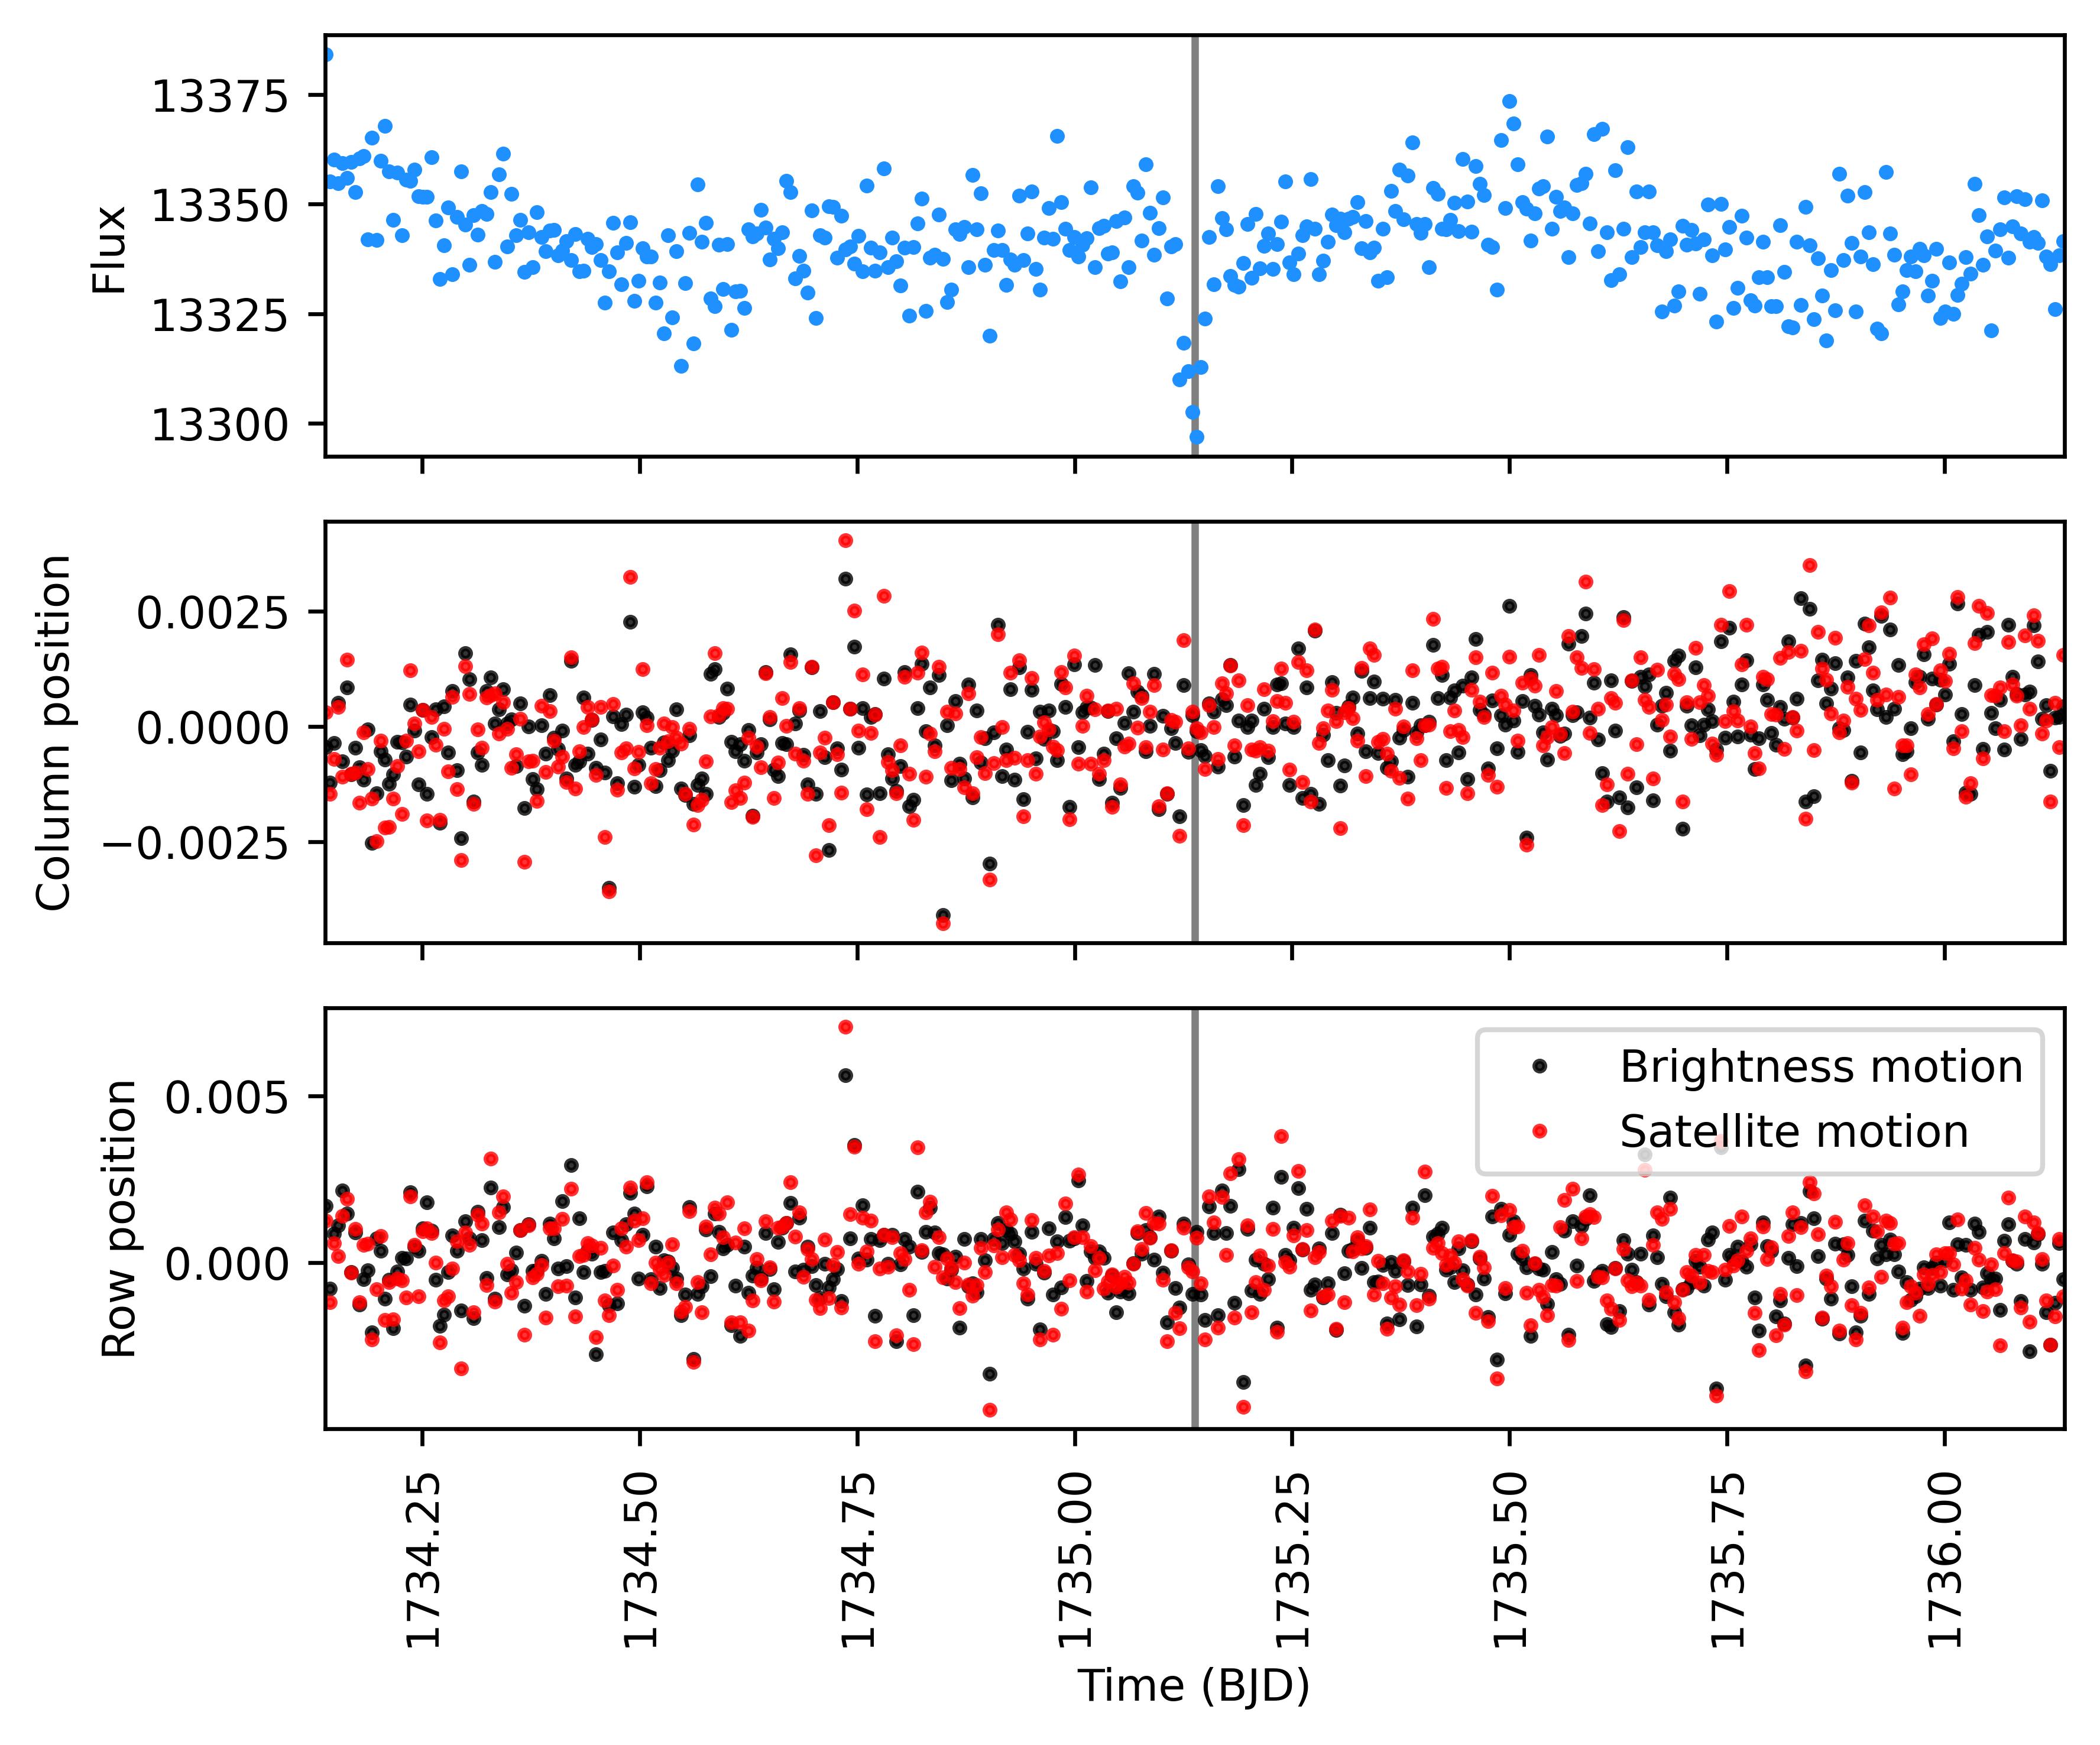 Flux
13375
13350
13325
13300
Column position
0.0025
0.0000
−0.0025
Row position
0.005
0.000
Brightness motion
Satellite motion
1734.25
1734.50
1734.75
1735.00
1735.25
1735.50
1735.75
1736.00
Time (BJD)